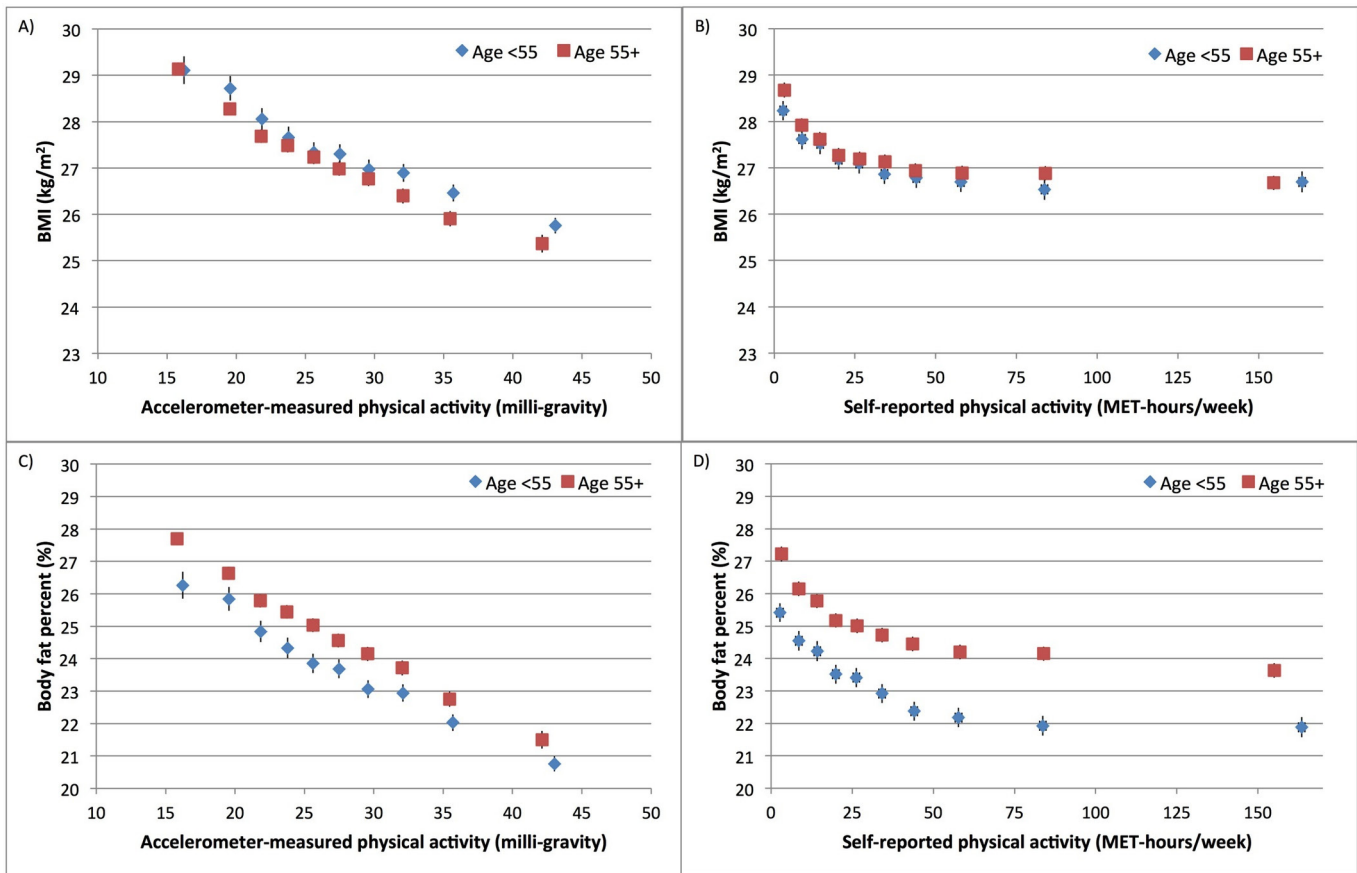 A)
Age <55 Age 55+
30
29
28
27
26
25
24
23
BMI (kg/m²)
10 15 20 25 30 35 40 45 50
Accelerometer-measured physical activity (milli-gravity)
B)
Age <55 Age 55+
30
29
28
27
26
25
24
23
BMI (kg/m²)
0 25 50 75 100 125 150
Self-reported physical activity (MET-hours/week)
C)
Age <55 Age 55+
30
29
28
27
26
25
24
23
22
21
20
Body fat percent (%)
10 15 20 25 30 35 40 45 50
Accelerometer-measured physical activity (milli-gravity)
D)
Age <55 Age 55+
30
29
28
27
26
25
24
23
22
21
20
Body fat percent (%)
0 25 50 75 100 125 150
Self-reported physical activity (MET-hours/week)